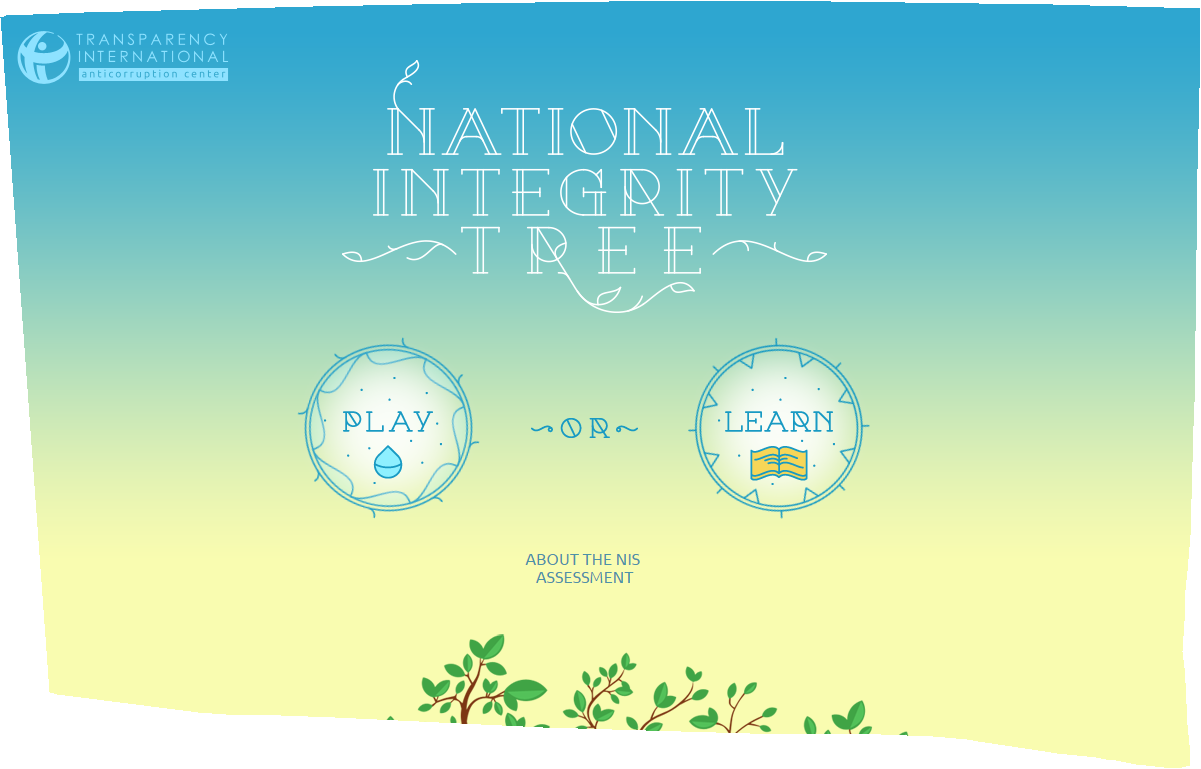 TRANSPARENCY
INTERNATIONAL
anticorruption center
NATIONAL
INTEGRITY
TREE
PLAY
OR
LEARN
ABOUT THE NIS
ASSESSMENT